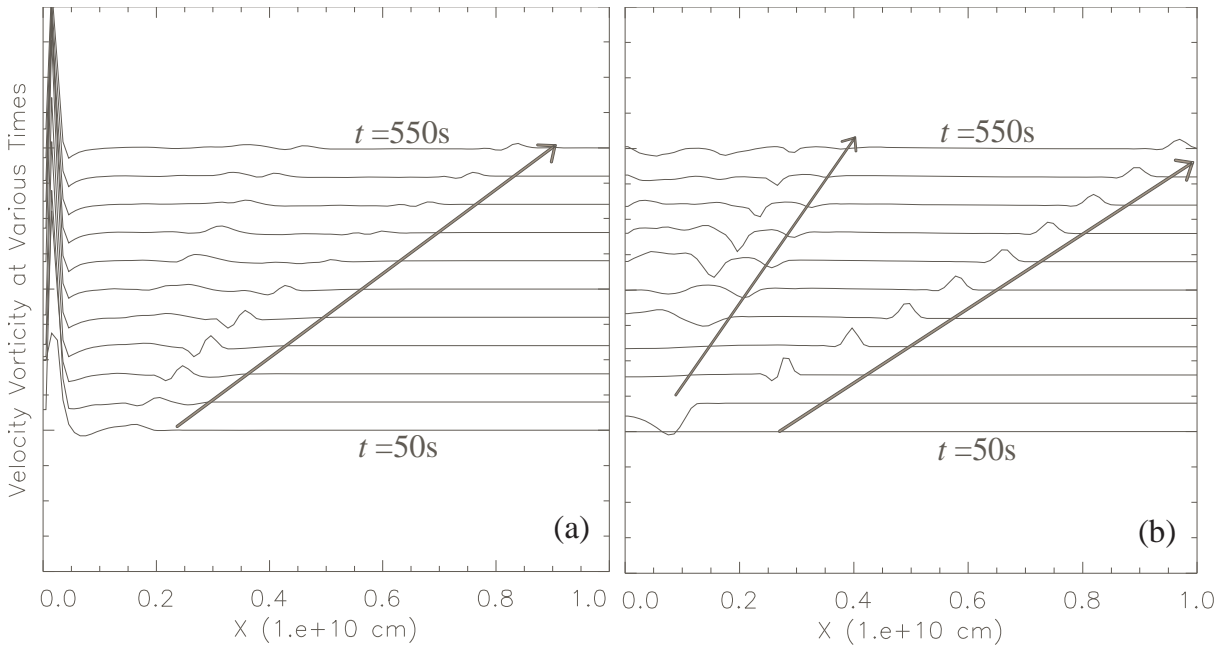 Velocity Vorticity at Various Times
t =550s
t =50s
(a)
0.0 0.2 0.4 0.6 0.8 1.0
X (1.e+10 cm)
t =550s
t =50s
(b)
0.0 0.2 0.4 0.6 0.8 1.0
X (1.e+10 cm)